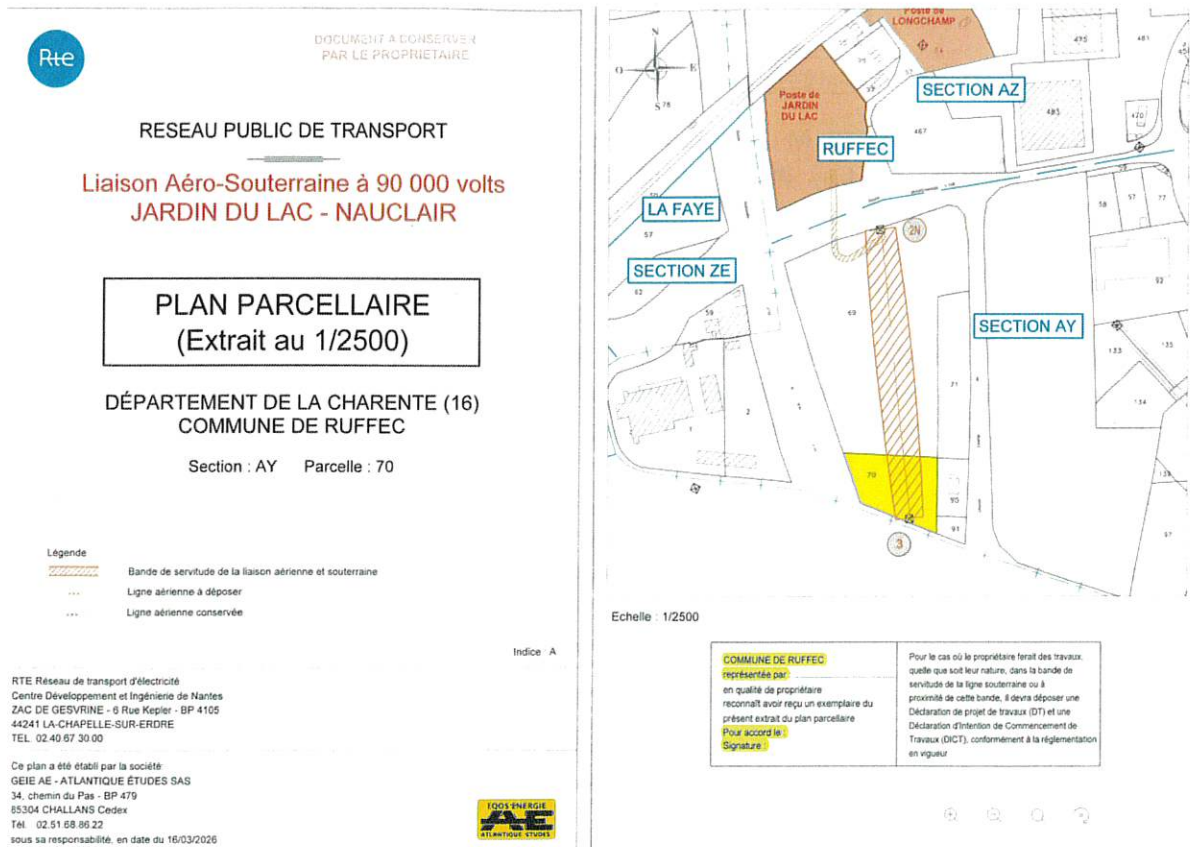 Rte
DOCUMENT A CONSERVER
PAR LE PROPRIETAIRE
RESEAU PUBLIC DE TRANSPORT
Liaison Aéro-Souterraine à 90 000 volts
JARDIN DU LAC - NAUCLAIR
PLAN PARCELLAIRE
(Extrait au 1/2500)
DÉPARTEMENT DE LA CHARENTE (16)
COMMUNE DE RUFFEC
Section : AY Parcelle : 70
Légende
Bande de servitude de la liaison aérienne et souterraine
Ligne aérienne à déposer
Ligne aérienne conservée
Indice A
RTE Réseau de transport d'électricité
Centre Développement et Ingénierie de Nantes
ZAC DE GESVRINE - 6 Rue Kepler - BP 4105
44241 LA-CHAPELLE-SUR-ERDRE
TEL. 02.40.67 30.00
Ce plan a été établi par la société
GEIE AE - ATLANTIQUE ÉTUDES SAS
34, chemin du Pas - BP 479
85304 CHALLANS Cedex
Tél. 02.51.68.86.22
sous sa responsabilité, en date du 16/03/2026
EQOS ENERGIE
AE
ATLANTIQUE ETUDES
Poste de
LONGCHAMP
74
475
481
N
O E
S
78
SECTION AZ
Poste de
JARDIN
DU LAC
485
470
467
RUFFEC
LA FAYE
57
58
57
77
2N
SECTION ZE
62
59
69
92
SECTION AY
133
135
71
134
2
1
70
95
91
97
3
Echelle : 1/2500
COMMUNE DE RUFFEC
représentée par
en qualité de propriétaire
reconnaît avoir reçu un exemplaire du
présent extrait du plan parcellaire
Pour accord le :
Signature :
Pour le cas où le propriétaire ferait des travaux,
quelle que soit leur nature, dans la bande de
servitude de la ligne souterraine ou à
proximité de cette bande, il devra déposer une
Déclaration de projet de travaux (DT) et une
Déclaration d'Intention de Commencement de
Travaux (DICT), conformément à la réglementation
en vigueur